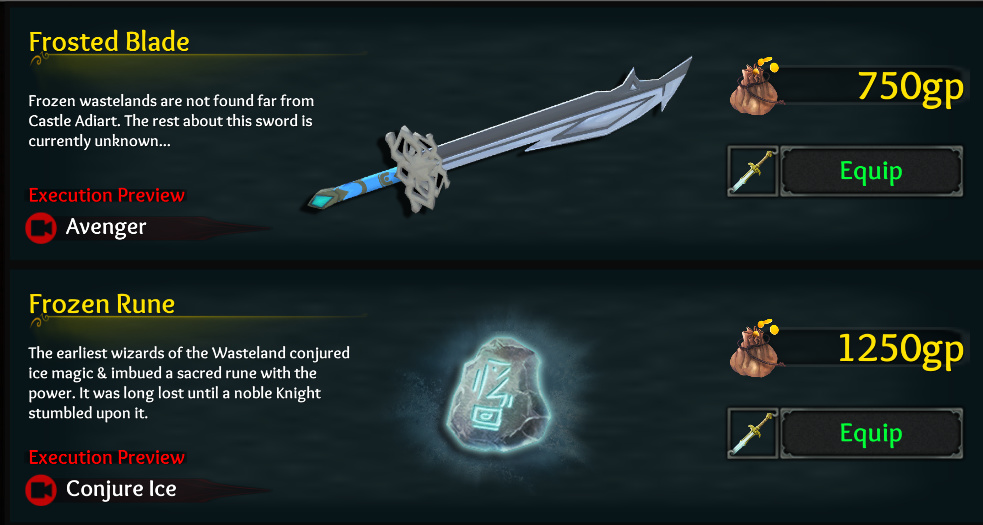 Frosted Blade
750gp
Frozen wastelands are not found far from
Castle Adiart. The rest about this sword is
currently unknown...
Equip
Execution Preview
Avenger
Frozen Rune
1250gp
The earliest wizards of the Wasteland conjured
ice magic & imbued a sacred rune with the
power. It was long lost until a noble Knight
stumbled upon it.
Equip
Execution Preview
Conjure Ice